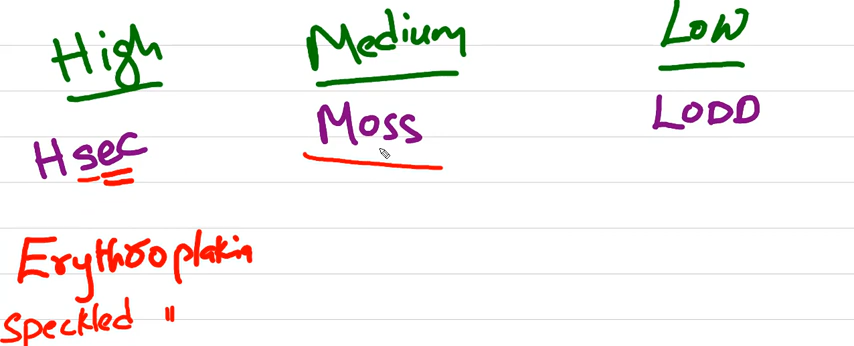 High Medium Low
Hsec Moss LODD
Erythroplakia
speckled "